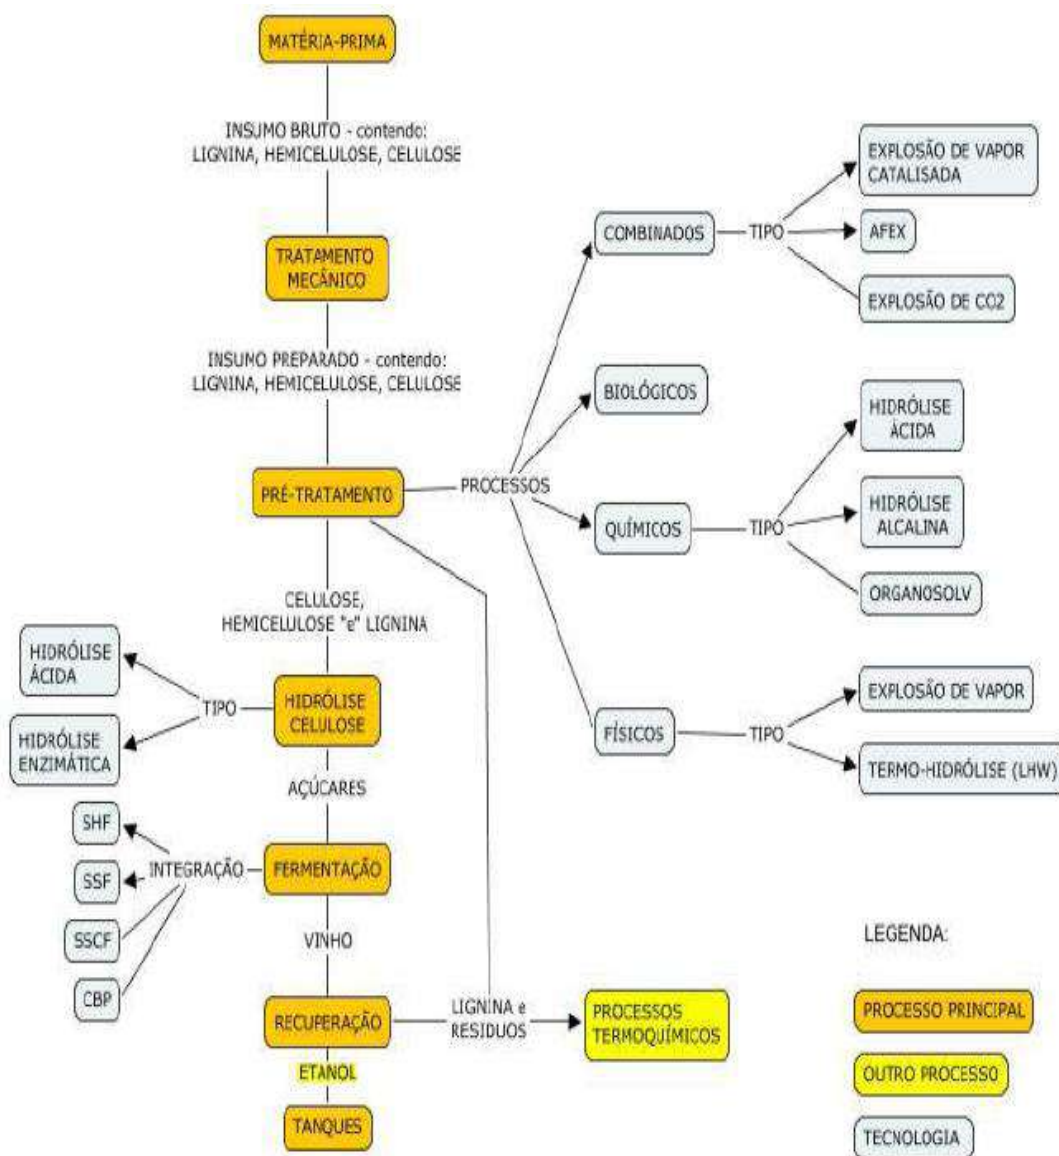 MATÉRIA-PRIMA
INSUMO BRUTO - contendo:
LIGNINA, HEMICELULOSE, CELULOSE
TRATAMENTO
MECÂNICO
INSUMO PREPARADO - contendo:
LIGNINA, HEMICELULOSE, CELULOSE
PRÉ-TRATAMENTO
PROCESSOS
COMBINADOS
TIPO
EXPLOSÃO DE VAPOR
CATALISADA
AFEX
EXPLOSÃO DE CO2
BIOLÓGICOS
QUÍMICOS
TIPO
HIDRÓLISE
ÁCIDA
HIDRÓLISE
ALCALINA
ORGANOSOLV
FÍSICOS
TIPO
EXPLOSÃO DE VAPOR
TERMO-HIDRÓLISE (LHW)
CELULOSE,
HEMICELULOSE "e" LIGNINA
HIDRÓLISE
CELULOSE
TIPO
HIDRÓLISE
ÁCIDA
HIDRÓLISE
ENZIMÁTICA
AÇÚCARES
FERMENTAÇÃO
INTEGRAÇÃO
SHF
SSF
SSCF
CBP
VINHO
RECUPERAÇÃO
LIGNINA e
RESIDUOS
PROCESSOS
TERMOQUÍMICOS
ETANOL
TANQUES
LEGENDA:
PROCESSO PRINCIPAL
OUTRO PROCESSO
TECNOLOGIA